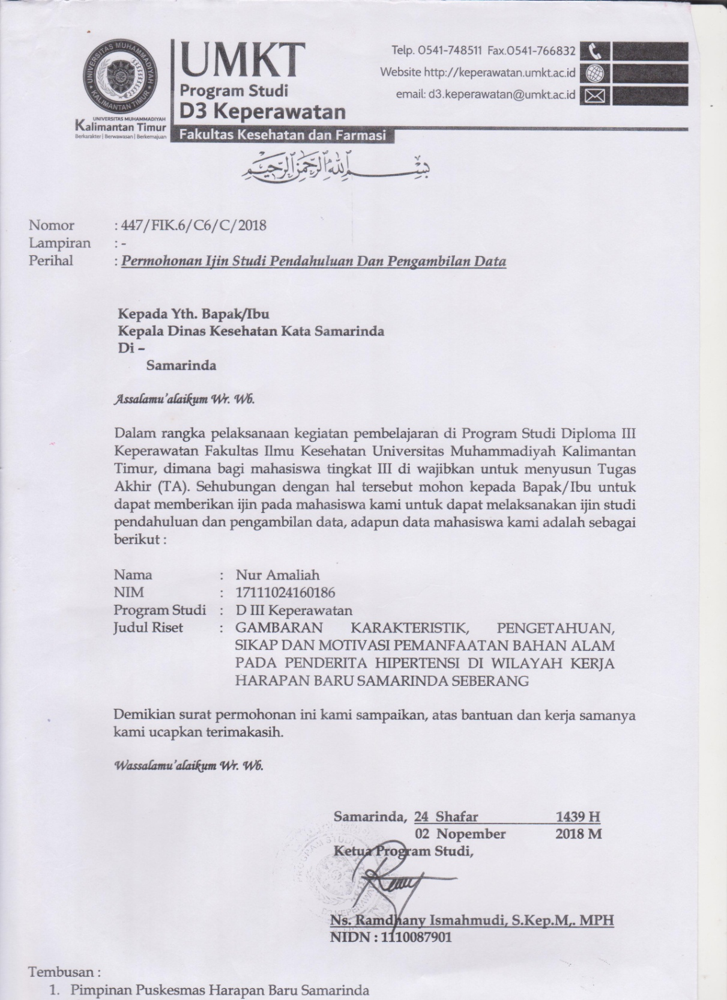 UNIVERSITAS MUHAMMADIYAH
KALIMANTAN TIMUR
UNIVERSITAS MUHAMMADIYAH
Kalimantan Timur
Berkarakter | Berwawasan | Berkemajuan
UMKT
Program Studi
D3 Keperawatan
Fakultas Kesehatan dan Farmasi
Telp. 0541-748511 Fax.0541-766832
Website http://keperawatan.umkt.ac.id
email: d3.keperawatan@umkt.ac.id
بسم الله الرحمن الرحيم
Nomor : 447/FIK.6/C6/C/2018
Lampiran : -
Perihal : Permohonan Ijin Studi Pendahuluan Dan Pengambilan Data
Kepada Yth. Bapak/Ibu
Kepala Dinas Kesehatan Kata Samarinda
Di –
Samarinda
Assalamu'alaikum Wr. Wb.
Dalam rangka pelaksanaan kegiatan pembelajaran di Program Studi Diploma III
Keperawatan Fakultas Ilmu Kesehatan Universitas Muhammadiyah Kalimantan
Timur, dimana bagi mahasiswa tingkat III di wajibkan untuk menyusun Tugas
Akhir (TA). Sehubungan dengan hal tersebut mohon kepada Bapak/Ibu untuk
dapat memberikan ijin pada mahasiswa kami untuk dapat melaksanakan ijin studi
pendahuluan dan pengambilan data, adapun data mahasiswa kami adalah sebagai
berikut :
Nama : Nur Amaliah
NIM : 17111024160186
Program Studi : D III Keperawatan
Judul Riset : GAMBARAN KARAKTERISTIK, PENGETAHUAN,
SIKAP DAN MOTIVASI PEMANFAATAN BAHAN ALAM
PADA PENDERITA HIPERTENSI DI WILAYAH KERJA
HARAPAN BARU SAMARINDA SEBERANG
Demikian surat permohonan ini kami sampaikan, atas bantuan dan kerja samanya
kami ucapkan terimakasih.
Wassalamu'alaikum Wr. Wb.
Samarinda, 24 Shafar 1439 H
02 Nopember 2018 M
Ketua Program Studi,
PROGRAM STUDI
D3 KEPERAWATAN
Ns. Ramdhany Ismahmudi, S.Kep.M,. MPH
NIDN : 1110087901
Tembusan :
1. Pimpinan Puskesmas Harapan Baru Samarinda